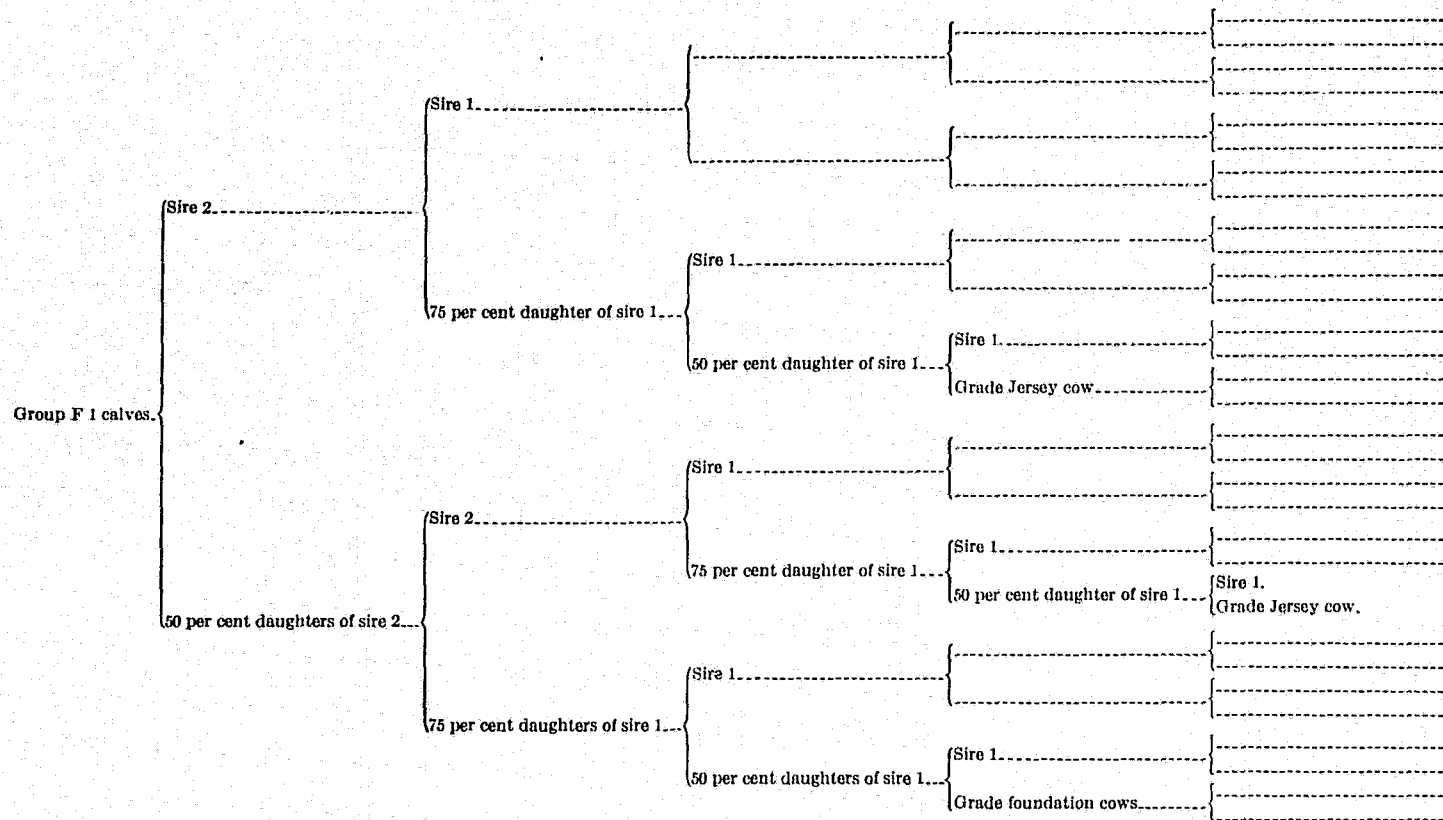 Sire 1
Sire 2
Sire 1
75 per cent daughter of sire 1
Sire 1
50 per cent daughter of sire 1
Grade Jersey cow
Group F 1 calves
Sire 1
Sire 2
Sire 1
75 per cent daughter of sire 1
50 per cent daughter of sire 1
Sire 1.
Grade Jersey cow.
50 per cent daughters of sire 2
Sire 1
75 per cent daughters of sire 1
Sire 1
50 per cent daughters of sire 1
Grade foundation cows